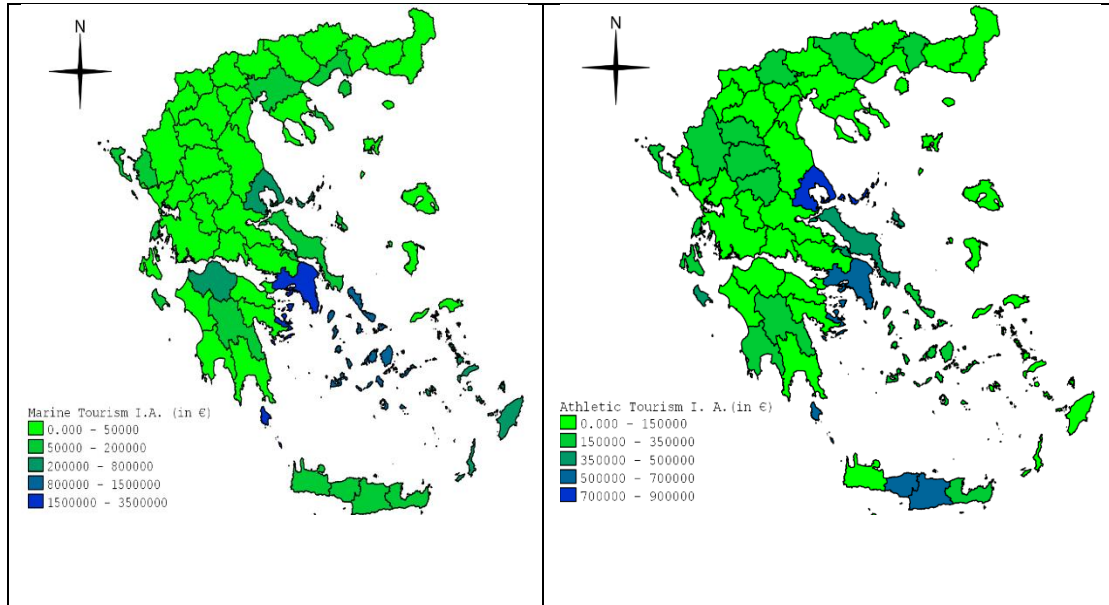 N
Marine Tourism I.A. (in €)
0.000 - 50000
50000 - 200000
200000 - 800000
800000 - 1500000
1500000 - 3500000
N
Athletic Tourism I. A.(in €)
0.000 - 150000
150000 - 350000
350000 - 500000
500000 - 700000
700000 - 900000